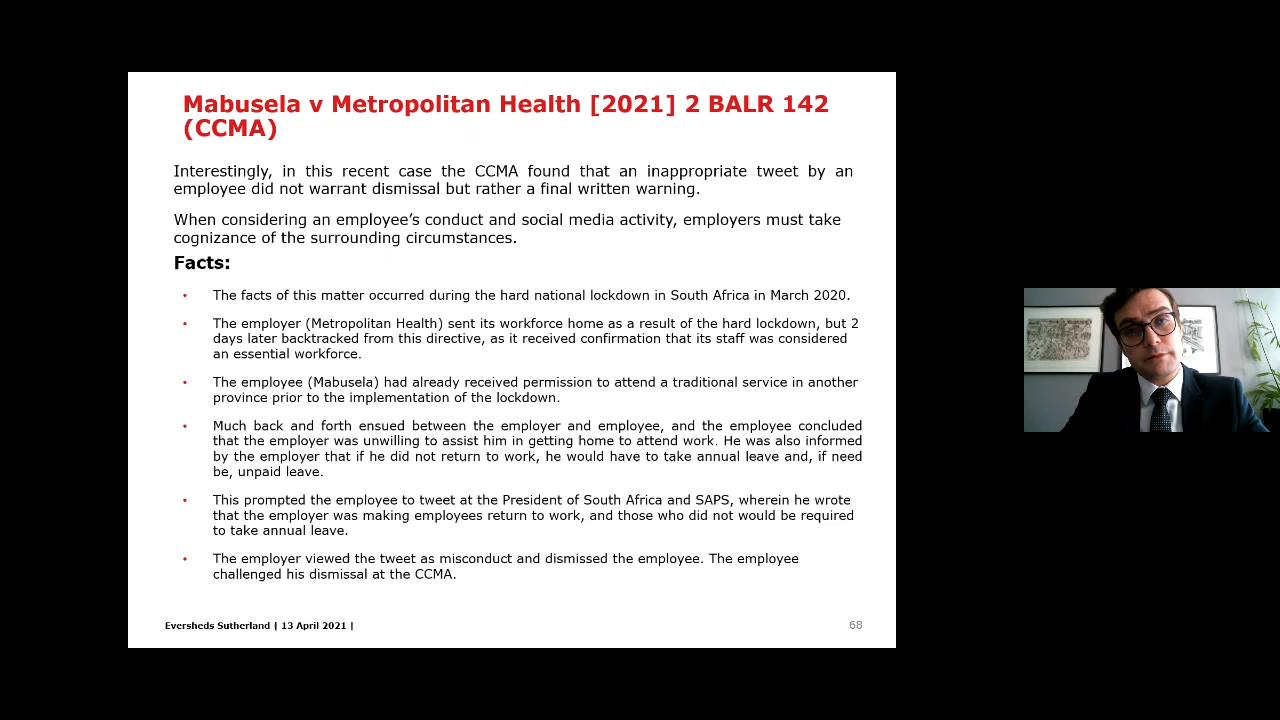 Mabusela v Metropolitan Health [2021] 2 BALR 142
(CCMA)
Interestingly, in this recent case the CCMA found that an inappropriate tweet by an
employee did not warrant dismissal but rather a final written warning.
When considering an employee’s conduct and social media activity, employers must take
cognizance of the surrounding circumstances.
Facts:
• The facts of this matter occurred during the hard national lockdown in South Africa in March 2020.
• The employer (Metropolitan Health) sent its workforce home as a result of the hard lockdown, but 2
days later backtracked from this directive, as it received confirmation that its staff was considered
an essential workforce.
• The employee (Mabusela) had already received permission to attend a traditional service in another
province prior to the implementation of the lockdown.
• Much back and forth ensued between the employer and employee, and the employee concluded
that the employer was unwilling to assist him in getting home to attend work. He was also informed
by the employer that if he did not return to work, he would have to take annual leave and, if need
be, unpaid leave.
• This prompted the employee to tweet at the President of South Africa and SAPS, wherein he wrote
that the employer was making employees return to work, and those who did not would be required
to take annual leave.
• The employer viewed the tweet as misconduct and dismissed the employee. The employee
challenged his dismissal at the CCMA.
Eversheds Sutherland | 13 April 2021 |
68